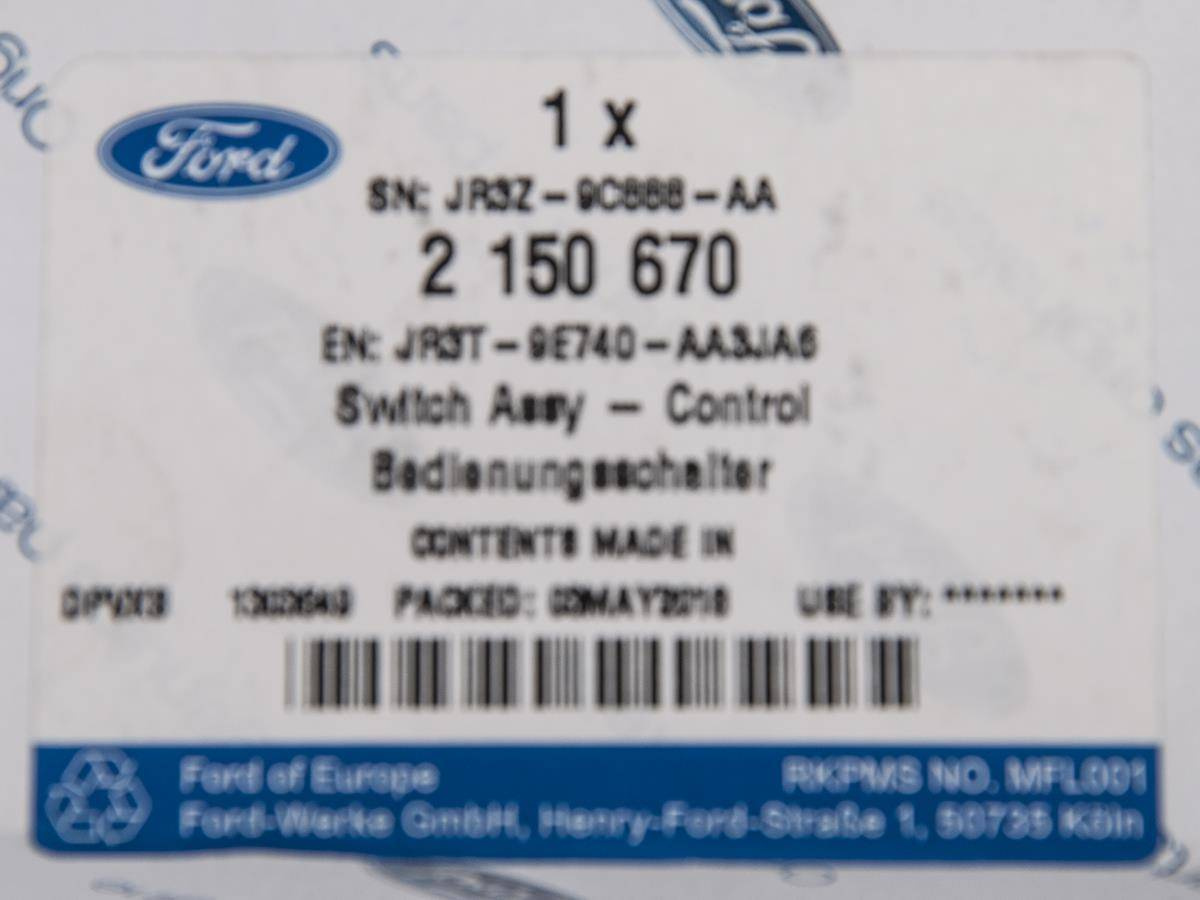 Ford
1 x
SN: JR3Z - 9C888 - AA
2 150 670
EN: JR3T - 9E740 - AA3JA6
Switch Assy - Control
Bedienungsschalter
CONTENTS MADE IN
PACKED: USE BY: *******
Ford of Europe
RKPMS NO. MFL001
Ford-Werke GmbH, Henry-Ford-Straße 1, 50735 Köln